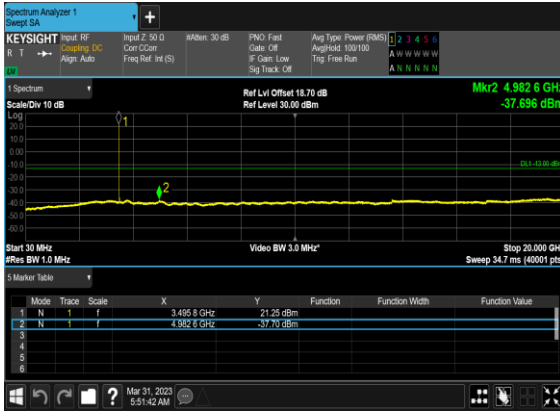 Spectrum Analyzer 1
Swept SA
+
KEYSIGHT Input: RF Input Z: 50 Ω #Atten: 30 dB PNO: Fast Avg Type: Power (RMS) 1 2 3 4 5 6
R T Coupling: DC Corr CCorr Gate: Off Avg|Hold: 100/100 A W W W W W
Align: Auto Freq Ref: Int (S) IF Gain: Low Trig: Free Run
Sig Track: Off A N N N N N
1 Spectrum Ref Lvl Offset 18.70 dB Mkr2 4.982 6 GHz
Scale/Div 10 dB Ref Level 30.00 dBm -37.696 dBm
Log
20.0
10.0
0.00
-10.0
DL1 -13.00 dBm
-20.0
-30.0
-40.0
-50.0
-60.0
1
2
Start 30 MHz Video BW 3.0 MHz* Stop 20.000 GH
#Res BW 1.0 MHz Sweep 34.7 ms (40001 pts
5 Marker Table
Mode Trace Scale X Y Function Function Width Function Value
1 N 1 f 3.495 8 GHz 21.25 dBm
2 N 1 f 4.982 6 GHz -37.70 dBm
3
4
5
6
? Mar 31, 2023
5:51:42 AM